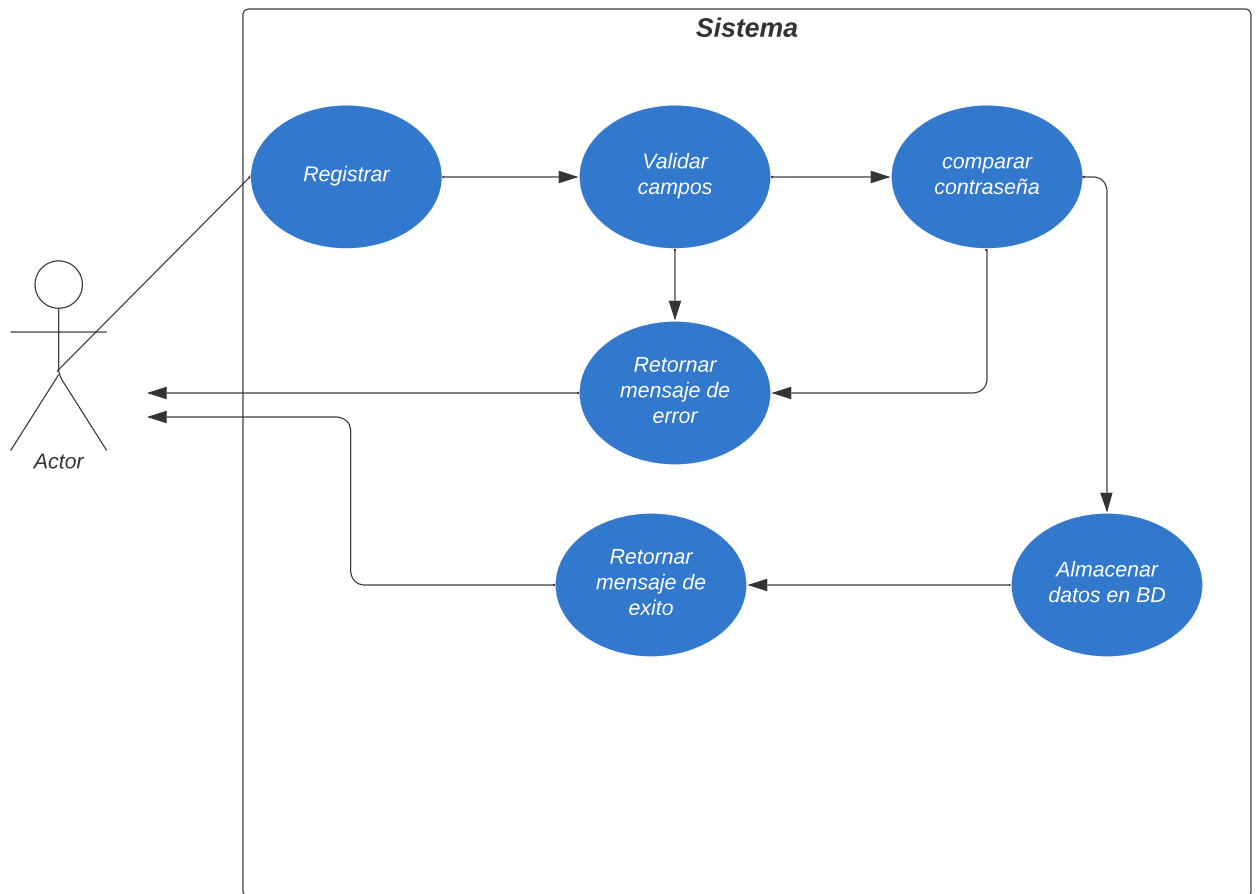 Sistema
Registrar
Validar
campos
comparar
contraseña
Retornar
mensaje de
error
Actor
Retornar
mensaje de
exito
Almacenar
datos en BD